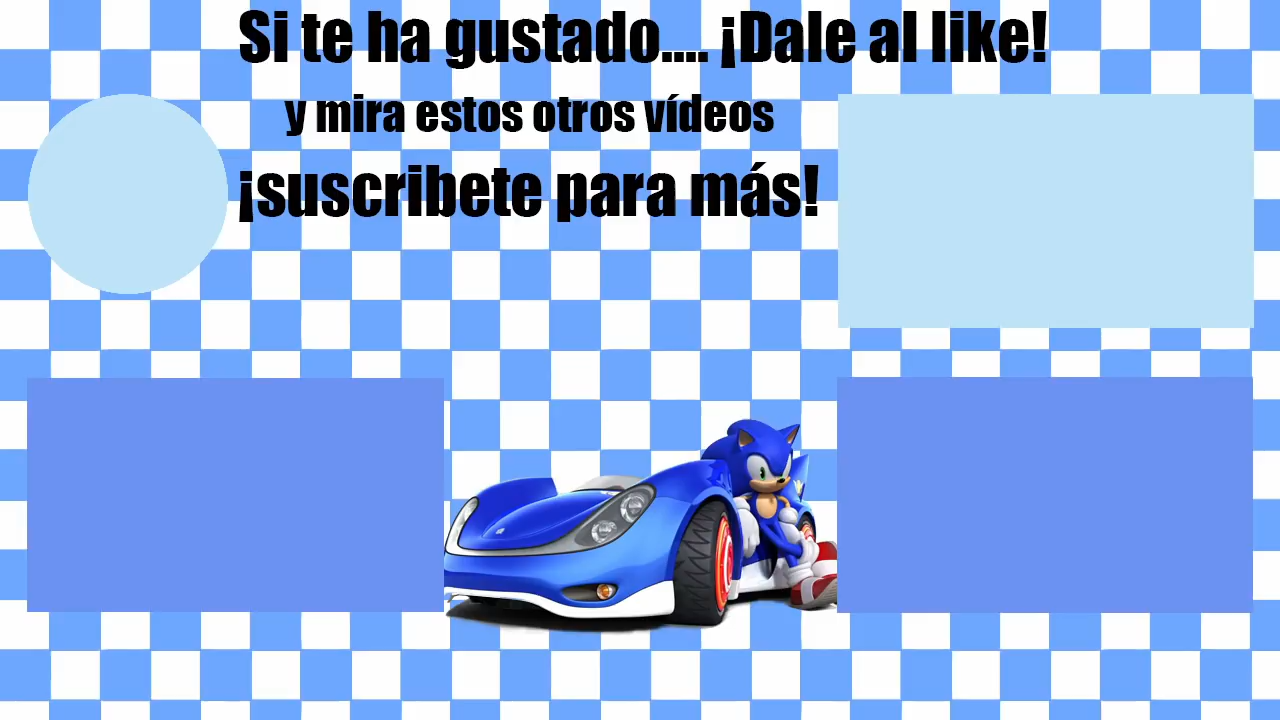 Si te ha gustado.... ¡Dale al like!
y mira estos otros vídeos
¡suscribete para más!